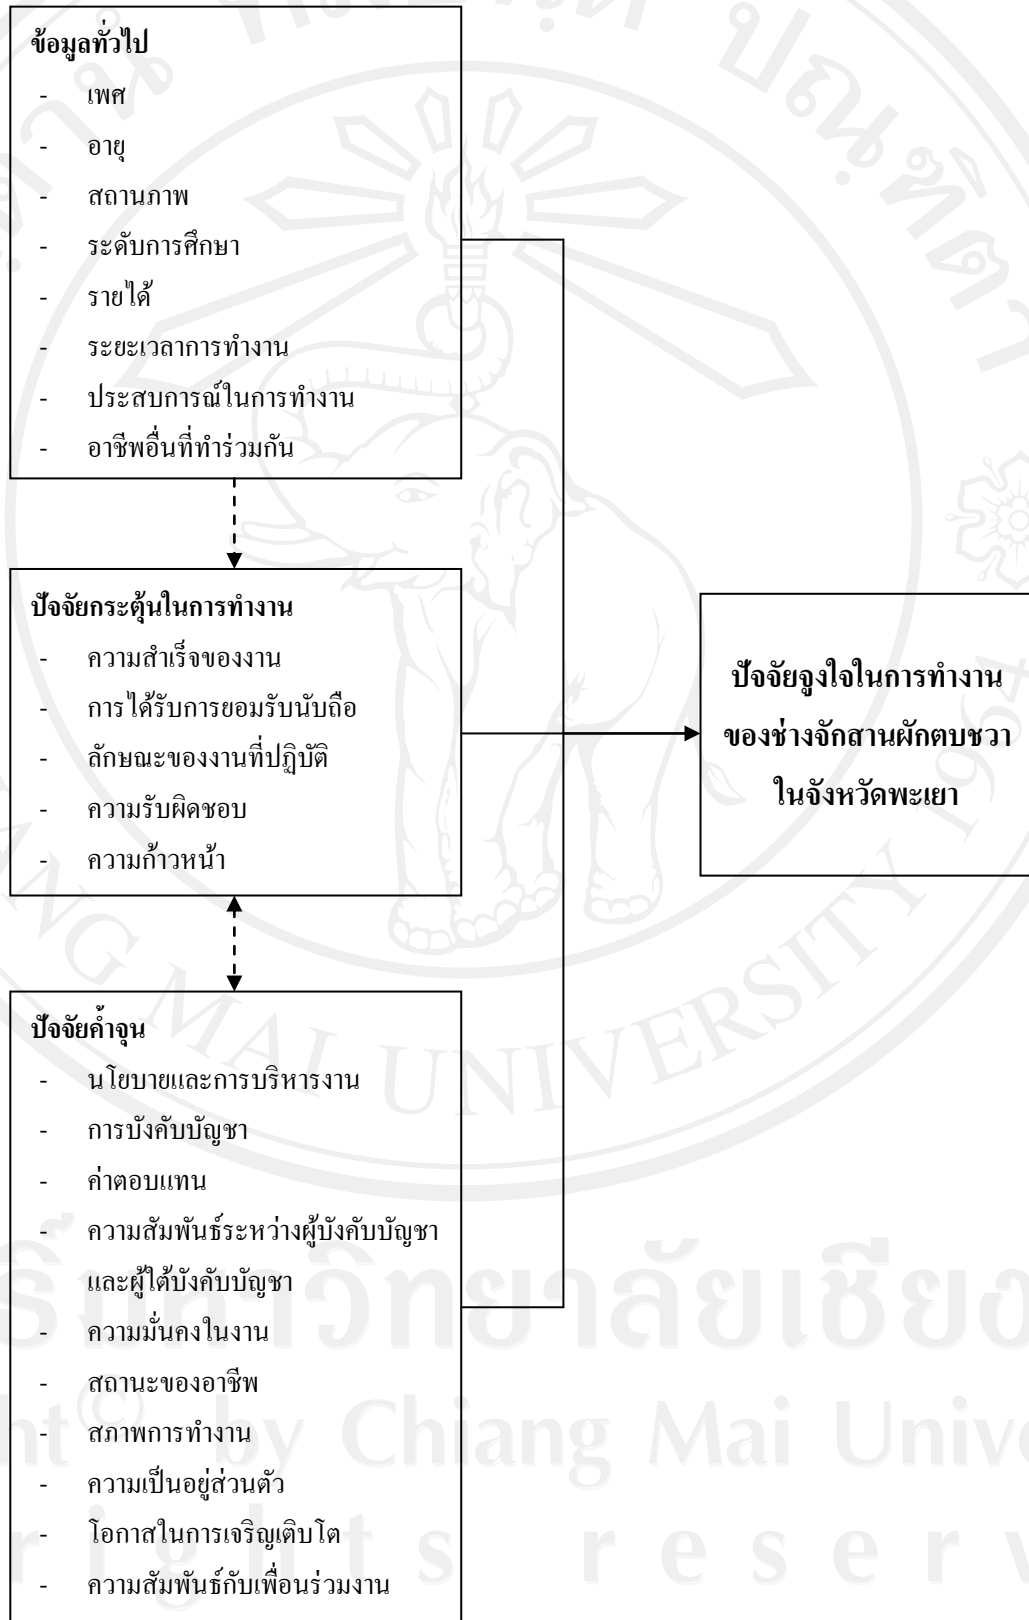 ข้อมูลทั่วไป
- เพศ
- อายุ
- สถานภาพ
- ระดับการศึกษา
- รายได้
- ระยะเวลาการทำงาน
- ประสบการณ์ในการทำงาน
- อาชีพอื่นที่ทำร่วมกัน
ปัจจัยกระตุ้นในการทำงาน
- ความสำเร็จของงาน
- การได้รับการยอมรับนับถือ
- ลักษณะของงานที่ปฏิบัติ
- ความรับผิดชอบ
- ความก้าวหน้า
ปัจจัยจูงใจในการทำงาน
ของช่างจักสานผักตบชวา
ในจังหวัดพะเยา
ปัจจัยค้ำจุน
- นโยบายและการบริหารงาน
- การบังคับบัญชา
- ค่าตอบแทน
- ความสัมพันธ์ระหว่างผู้บังคับบัญชา
และผู้ใต้บังคับบัญชา
- ความมั่นคงในงาน
- สถานะของอาชีพ
- สภาพการทำงาน
- ความเป็นอยู่ส่วนตัว
- โอกาสในการเจริญเติบโต
- ความสัมพันธ์กับเพื่อนร่วมงาน
MAI UNIVERSITY 1964
© by Chiang Mai